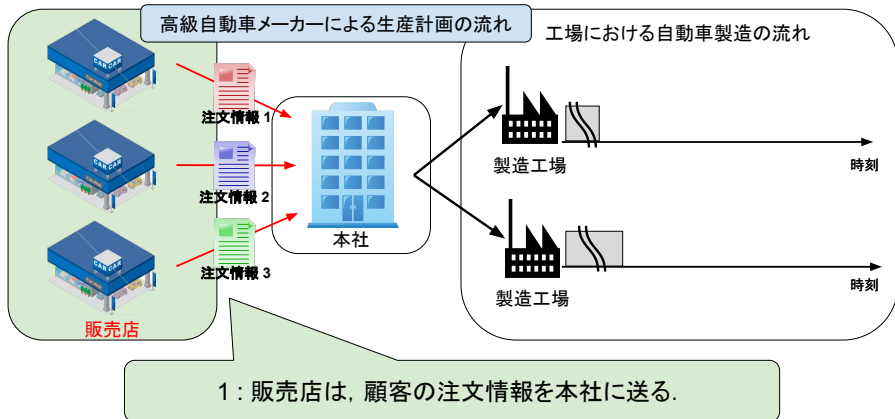 高級自動車メーカーによる生産計画の流れ
工場における自動車製造の流れ
CAR CAR
注文情報 1
CAR CAR
注文情報 2
CAR CAR
注文情報 3
販売店
本社
製造工場
時刻
製造工場
時刻
1 : 販売店は, 顧客の注文情報を本社に送る.